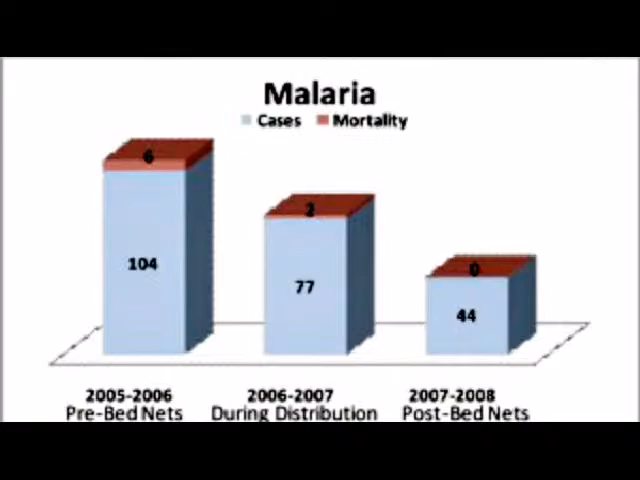 Malaria
Cases Mortality
6
104
2
77
0
44
2005-2006 2006-2007 2007-2008
Pre-Bed Nets During Distribution Post-Bed Nets